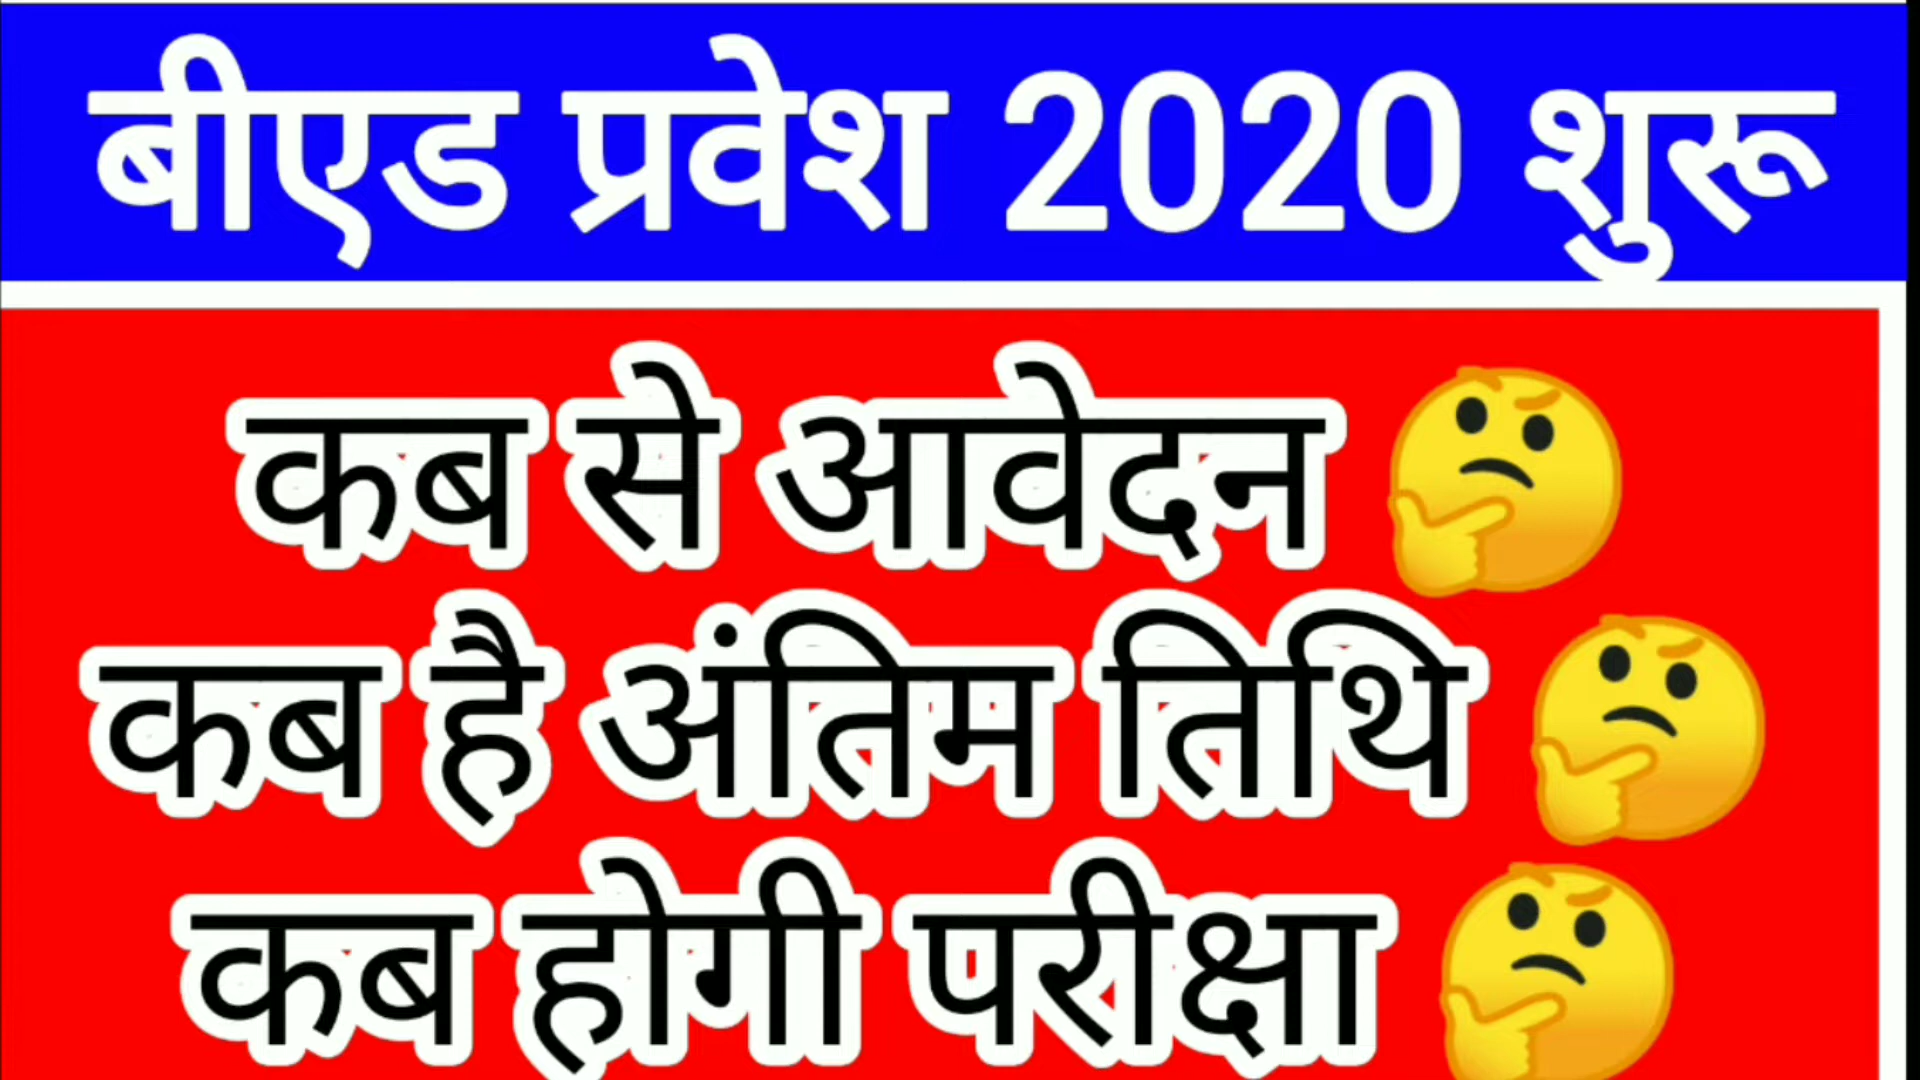 बीएड प्रवेश 2020 शुरू
कब से आवेदन 🤔
कब है अंतिम तिथि 🤔
कब होगी परीक्षा 🤔